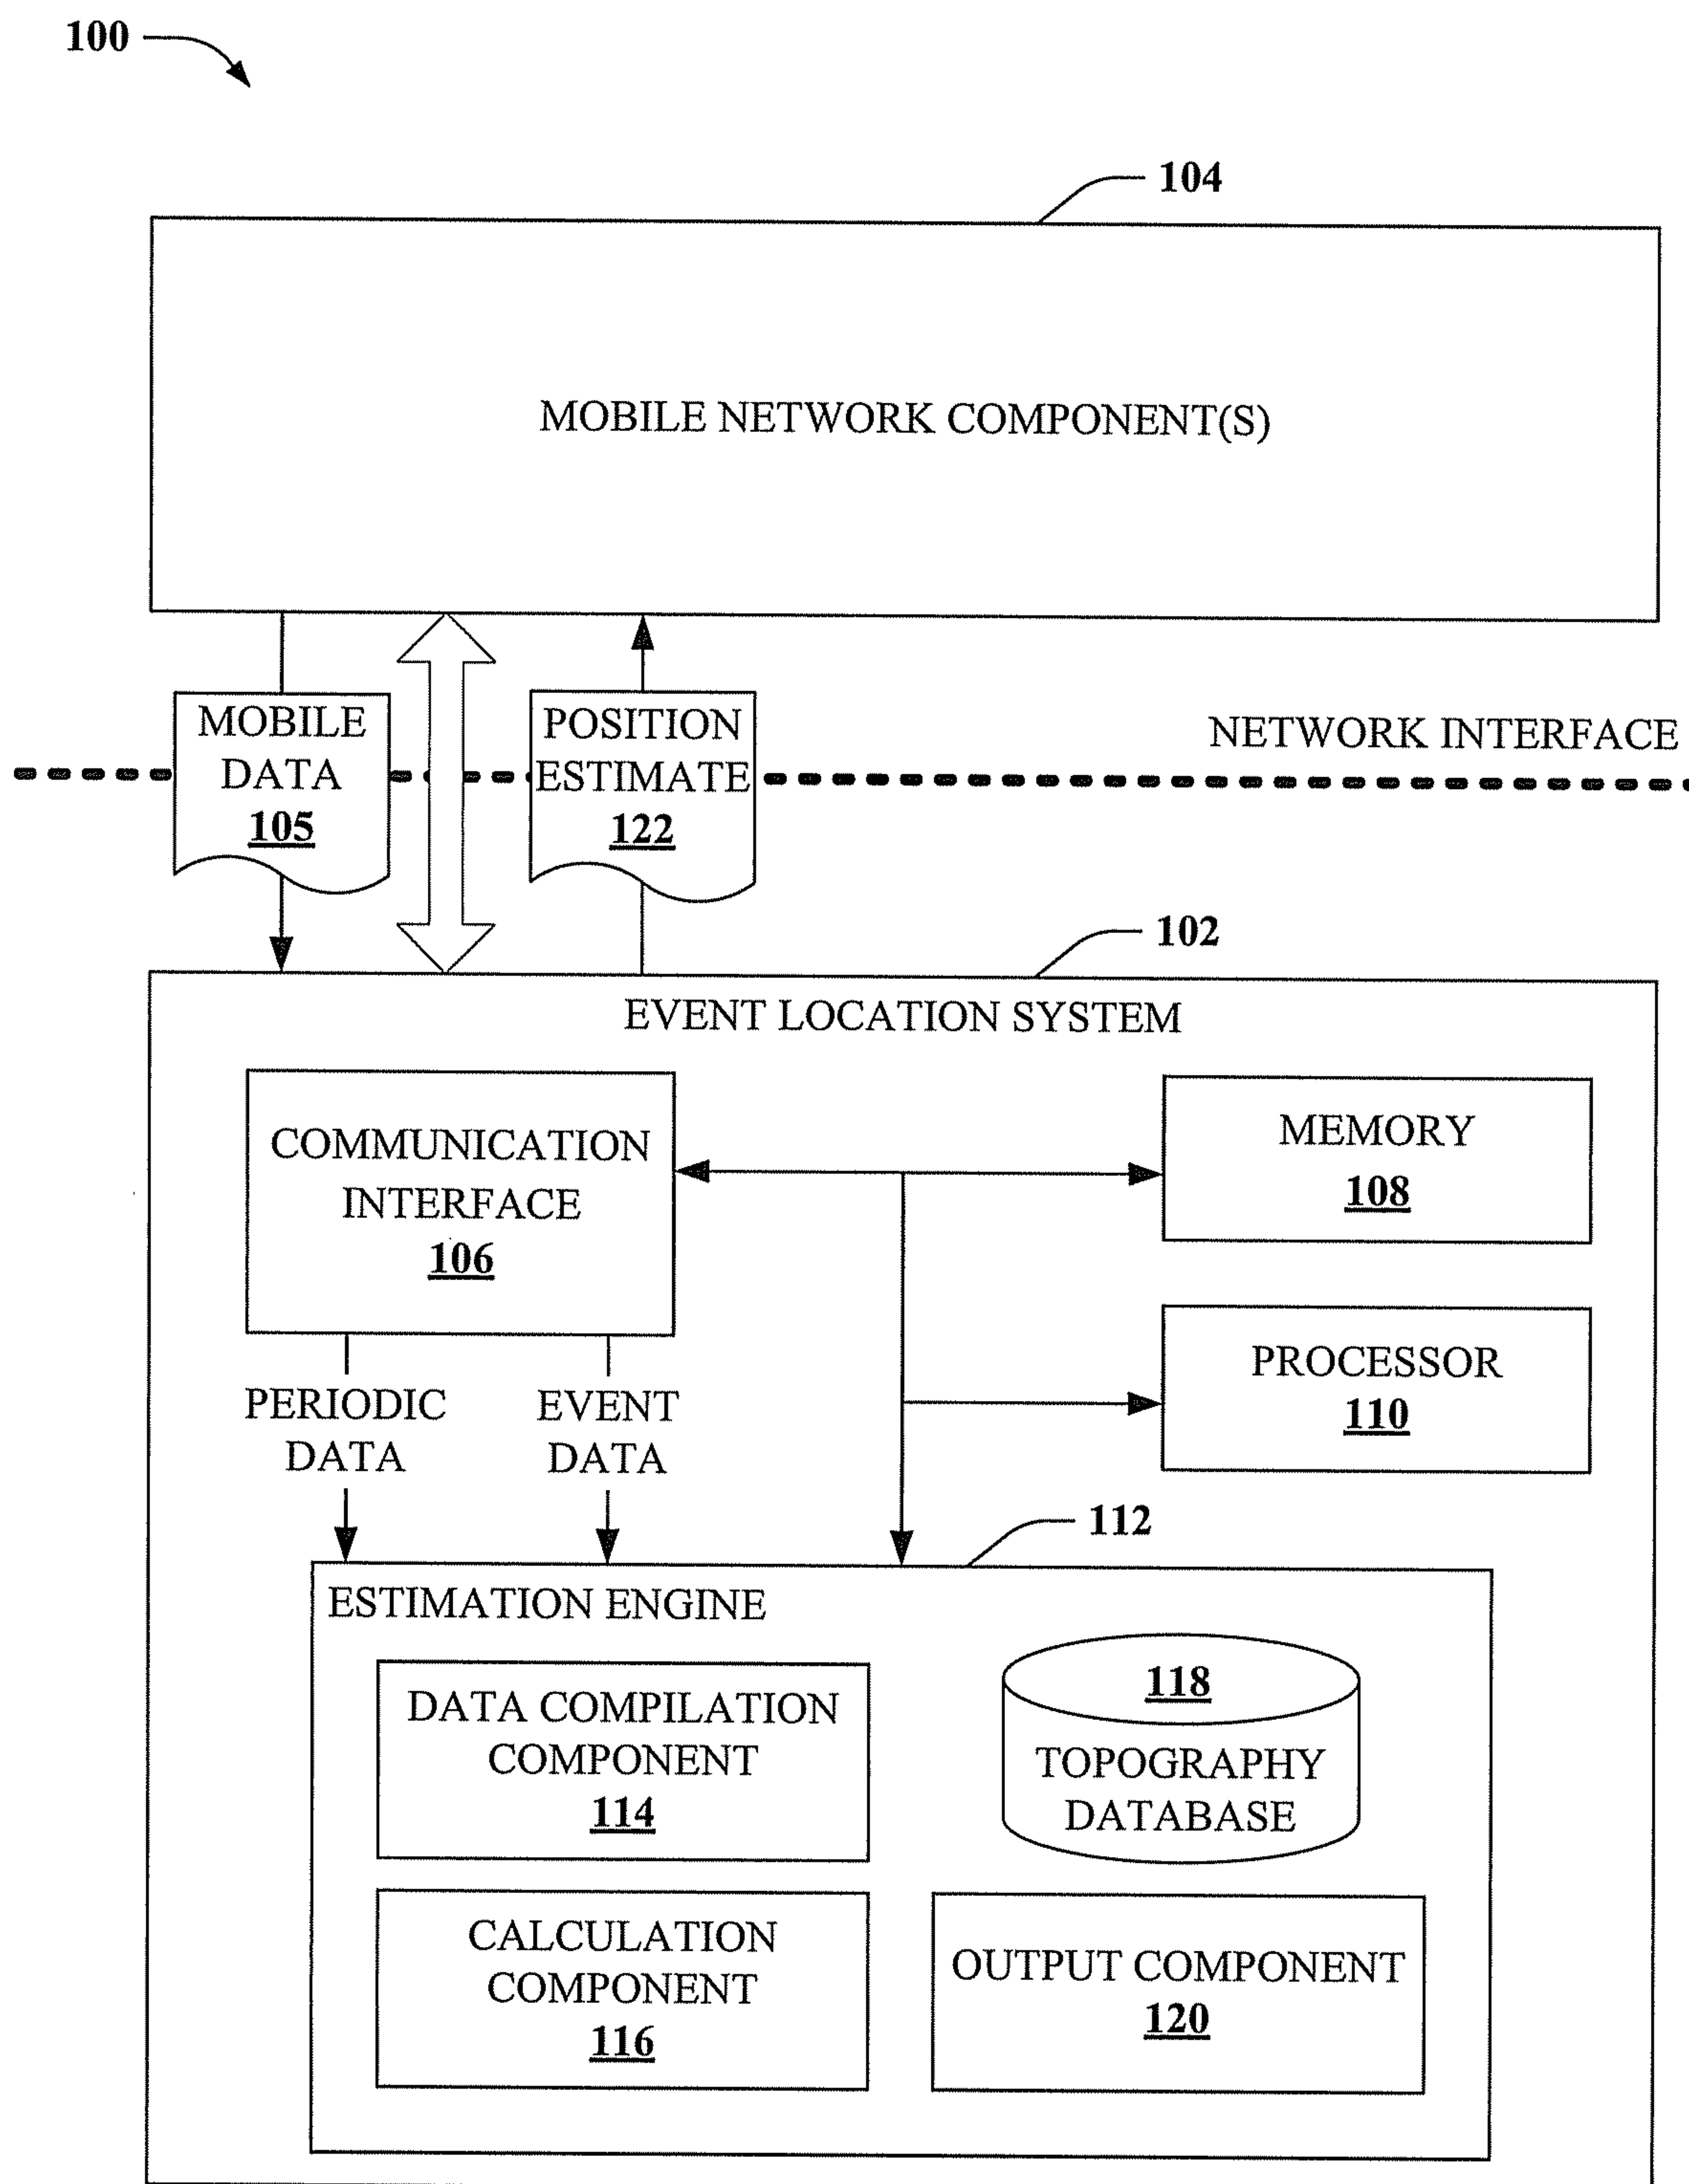 100
104
MOBILE NETWORK COMPONENT(S)
MOBILE
DATA
105
POSITION
ESTIMATE
122
NETWORK INTERFACE
102
EVENT LOCATION SYSTEM
COMMUNICATION
INTERFACE
106
MEMORY
108
PROCESSOR
110
PERIODIC
DATA
EVENT
DATA
112
ESTIMATION ENGINE
DATA COMPILATION
COMPONENT
114
118
TOPOGRAPHY
DATABASE
CALCULATION
COMPONENT
116
OUTPUT COMPONENT
120